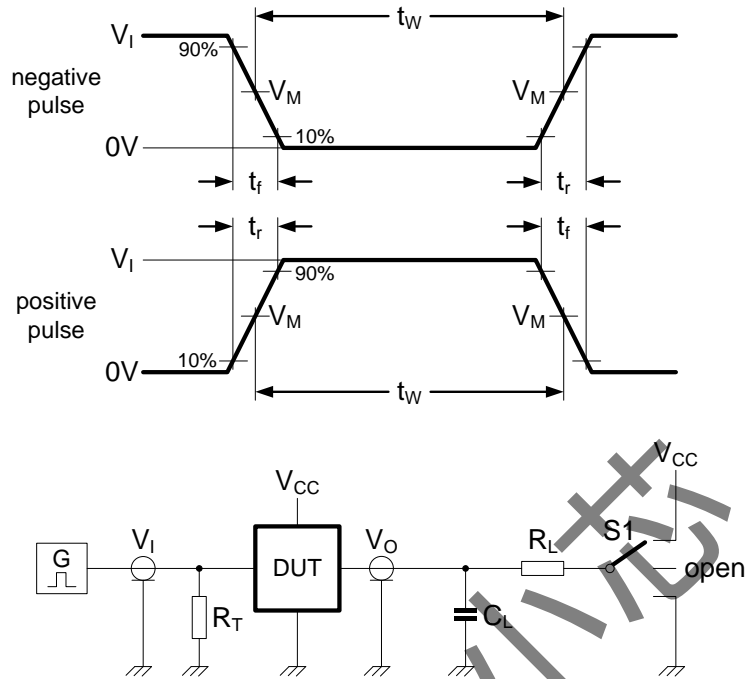 t_W
V_I
90%
negative
pulse
V_M
V_M
0V
10%
t_f
t_r
t_r
t_f
V_I
90%
positive
pulse
V_M
V_M
10%
0V
t_W
V_CC
V_CC
G
V_I
DUT
V_O
R_L
S1
open
R_T
C_L